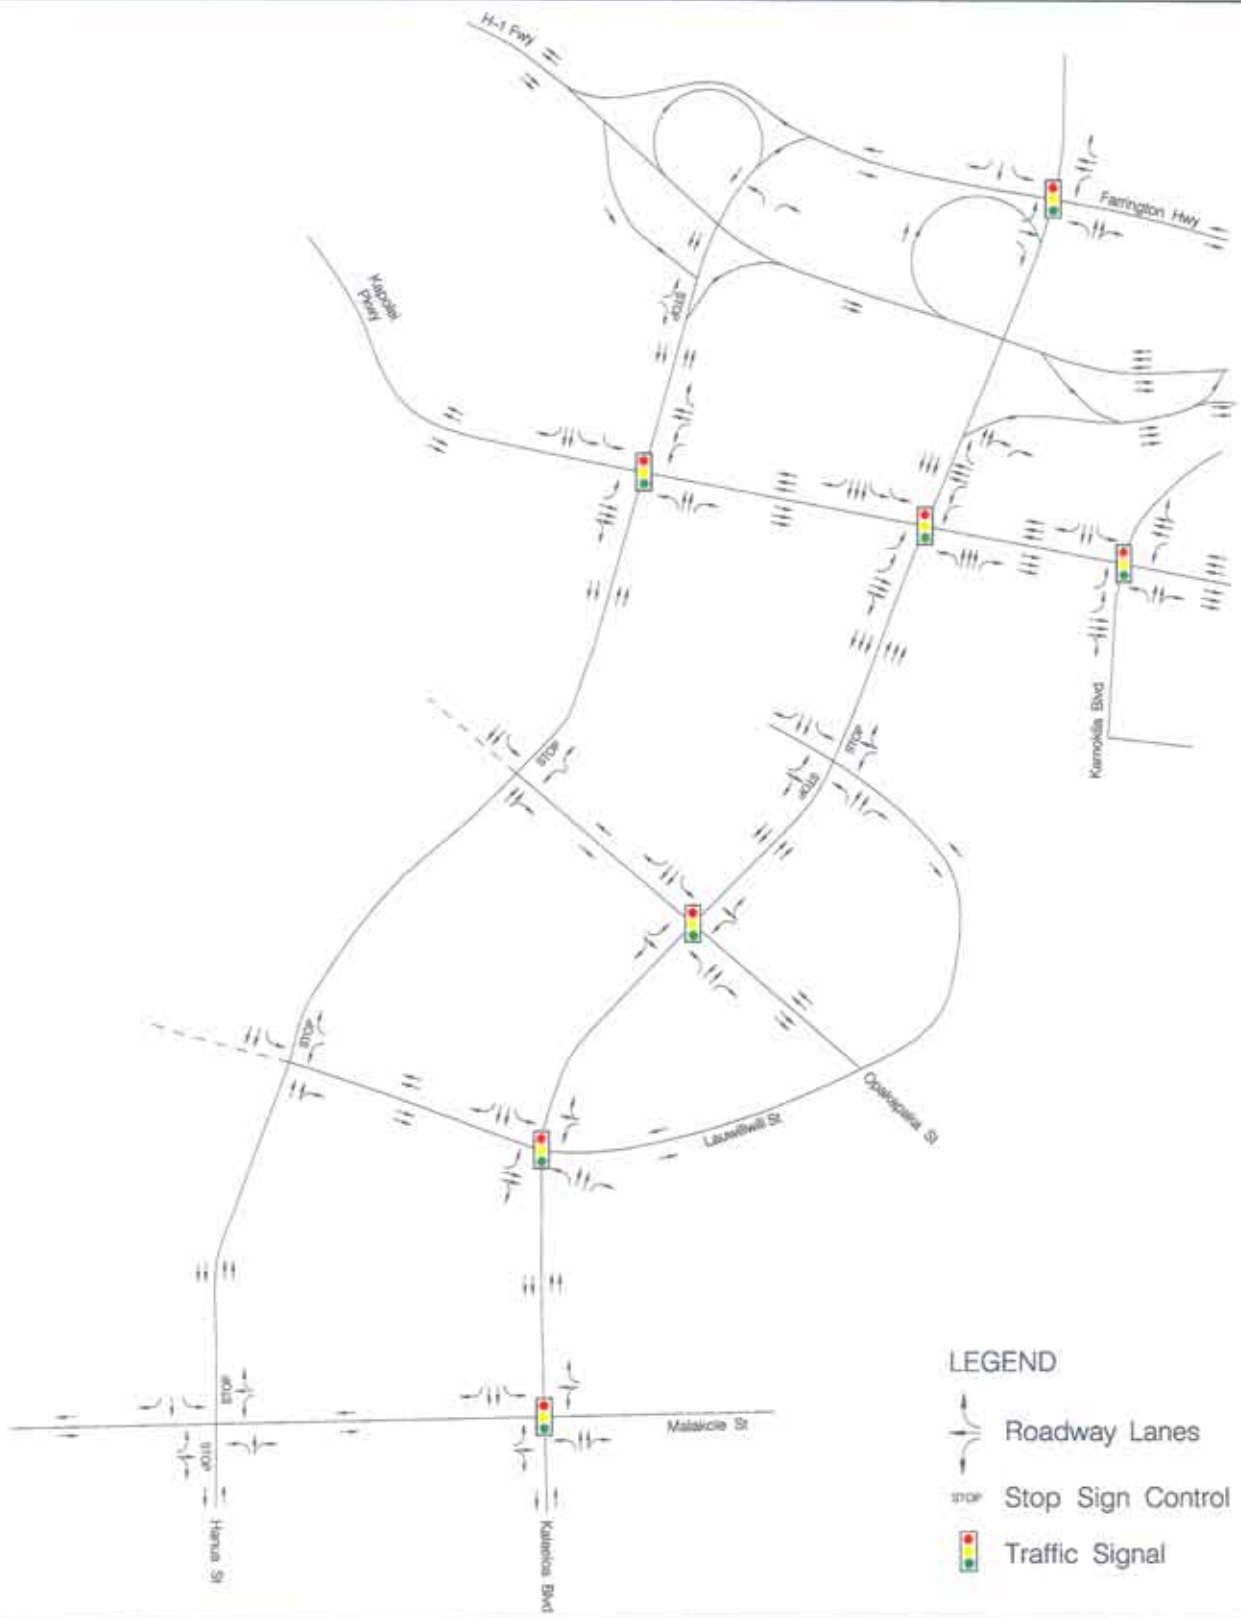 H-1 Fwy
Farrington Hwy
Kapolei
Pkwy
STOP
Kamokila Blvd
STOP
STOP
STOP
STOP
Opakapaka St
Lauwiliwili St
STOP
STOP
Malakole St
Hanua St
Kalaeloa Blvd
LEGEND
Roadway Lanes
STOP Stop Sign Control
Traffic Signal